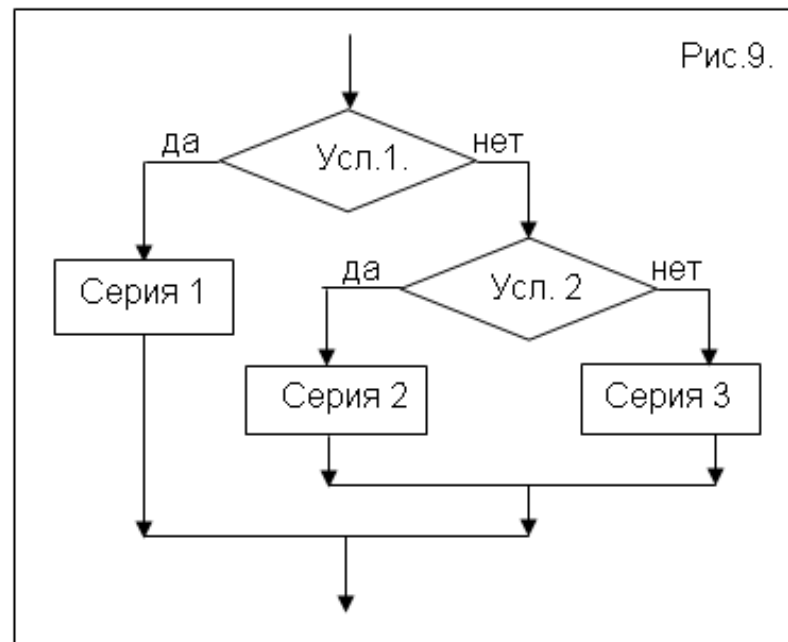 Рис.9.
Усл.1.
да
нет
Серия 1
Усл. 2
да
нет
Серия 2
Серия 3